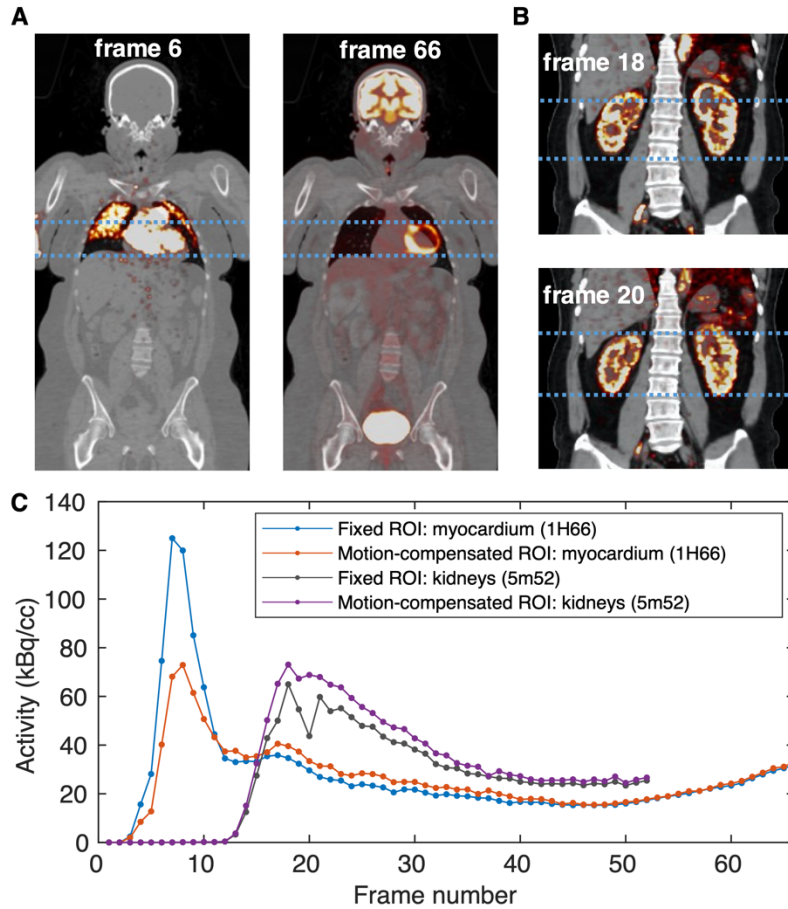 A
B
frame 6
frame 66
frame 18
frame 20
C
140
120
100
80
60
40
20
0
Activity (kBq/cc)
Fixed ROI: myocardium (1H66)
Motion-compensated ROI: myocardium (1H66)
Fixed ROI: kidneys (5m52)
Motion-compensated ROI: kidneys (5m52)
0 10 20 30 40 50 60
Frame number